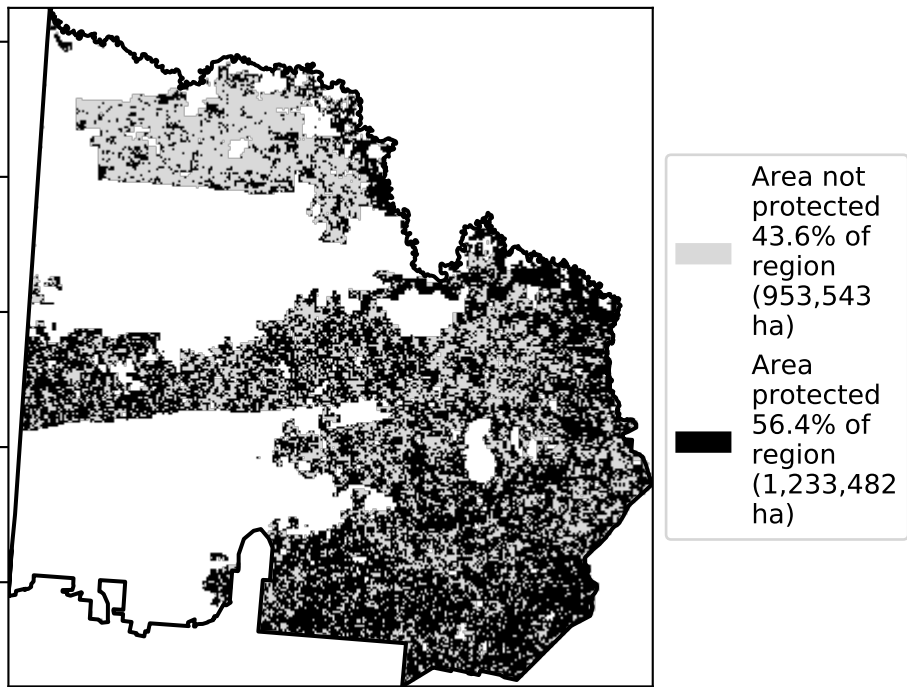 Area not
protected
43.6% of
region
(953,543
ha)
Area
protected
56.4% of
region
(1,233,482
ha)